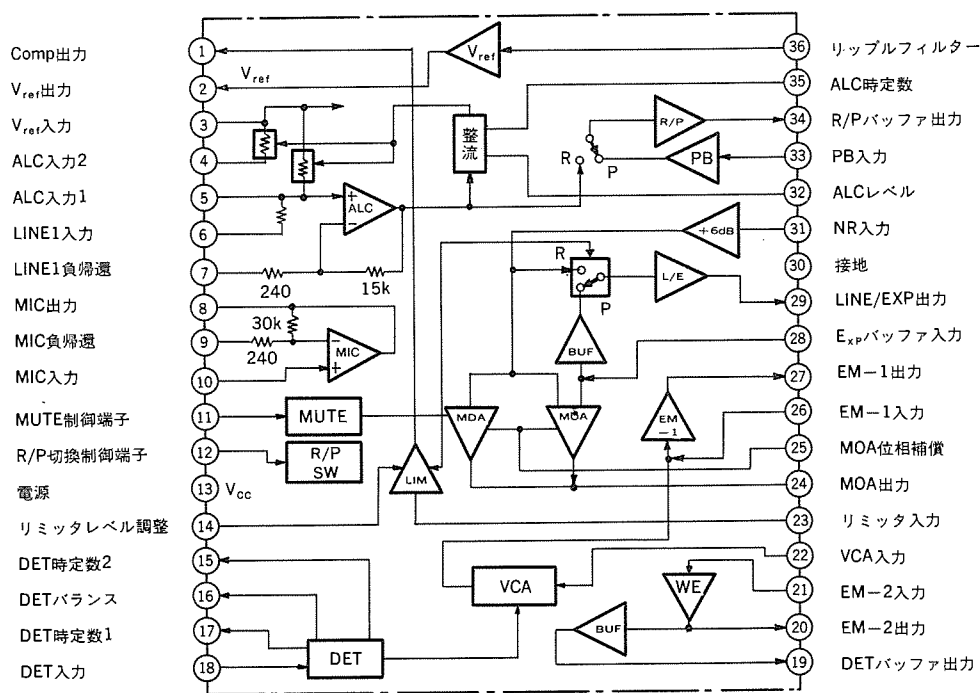 Comp出力
Vref出力
Vref入力
ALC入力2
ALC入力1
LINE1入力
LINE1負帰還
MIC出力
MIC負帰還
MIC入力
MUTE制御端子
R/P切換制御端子
電源
リミッタレベル調整
DET時定数2
DETバランス
DET時定数1
DET入力
1
2
3
4
5
6
7
8
9
10
11
12
13
14
15
16
17
18
Vref
Vref
整流
R/P
PB
R
P
+
ALC
−
240
15k
30k
240
−
MIC
+
+6dB
R
P
L/E
BUF
MUTE
R/P
SW
VCC
MDA
MOA
EM
−1
LIM
VCA
WE
BUF
DET
36
35
34
33
32
31
30
29
28
27
26
25
24
23
22
21
20
19
リップルフィルター
ALC時定数
R/Pバッファ出力
PB入力
ALCレベル
NR入力
接地
LINE/EXP出力
EXPバッファ入力
EM−1出力
EM−1入力
MOA位相補償
MOA出力
リミッタ入力
VCA入力
EM−2入力
EM−2出力
DETバッファ出力